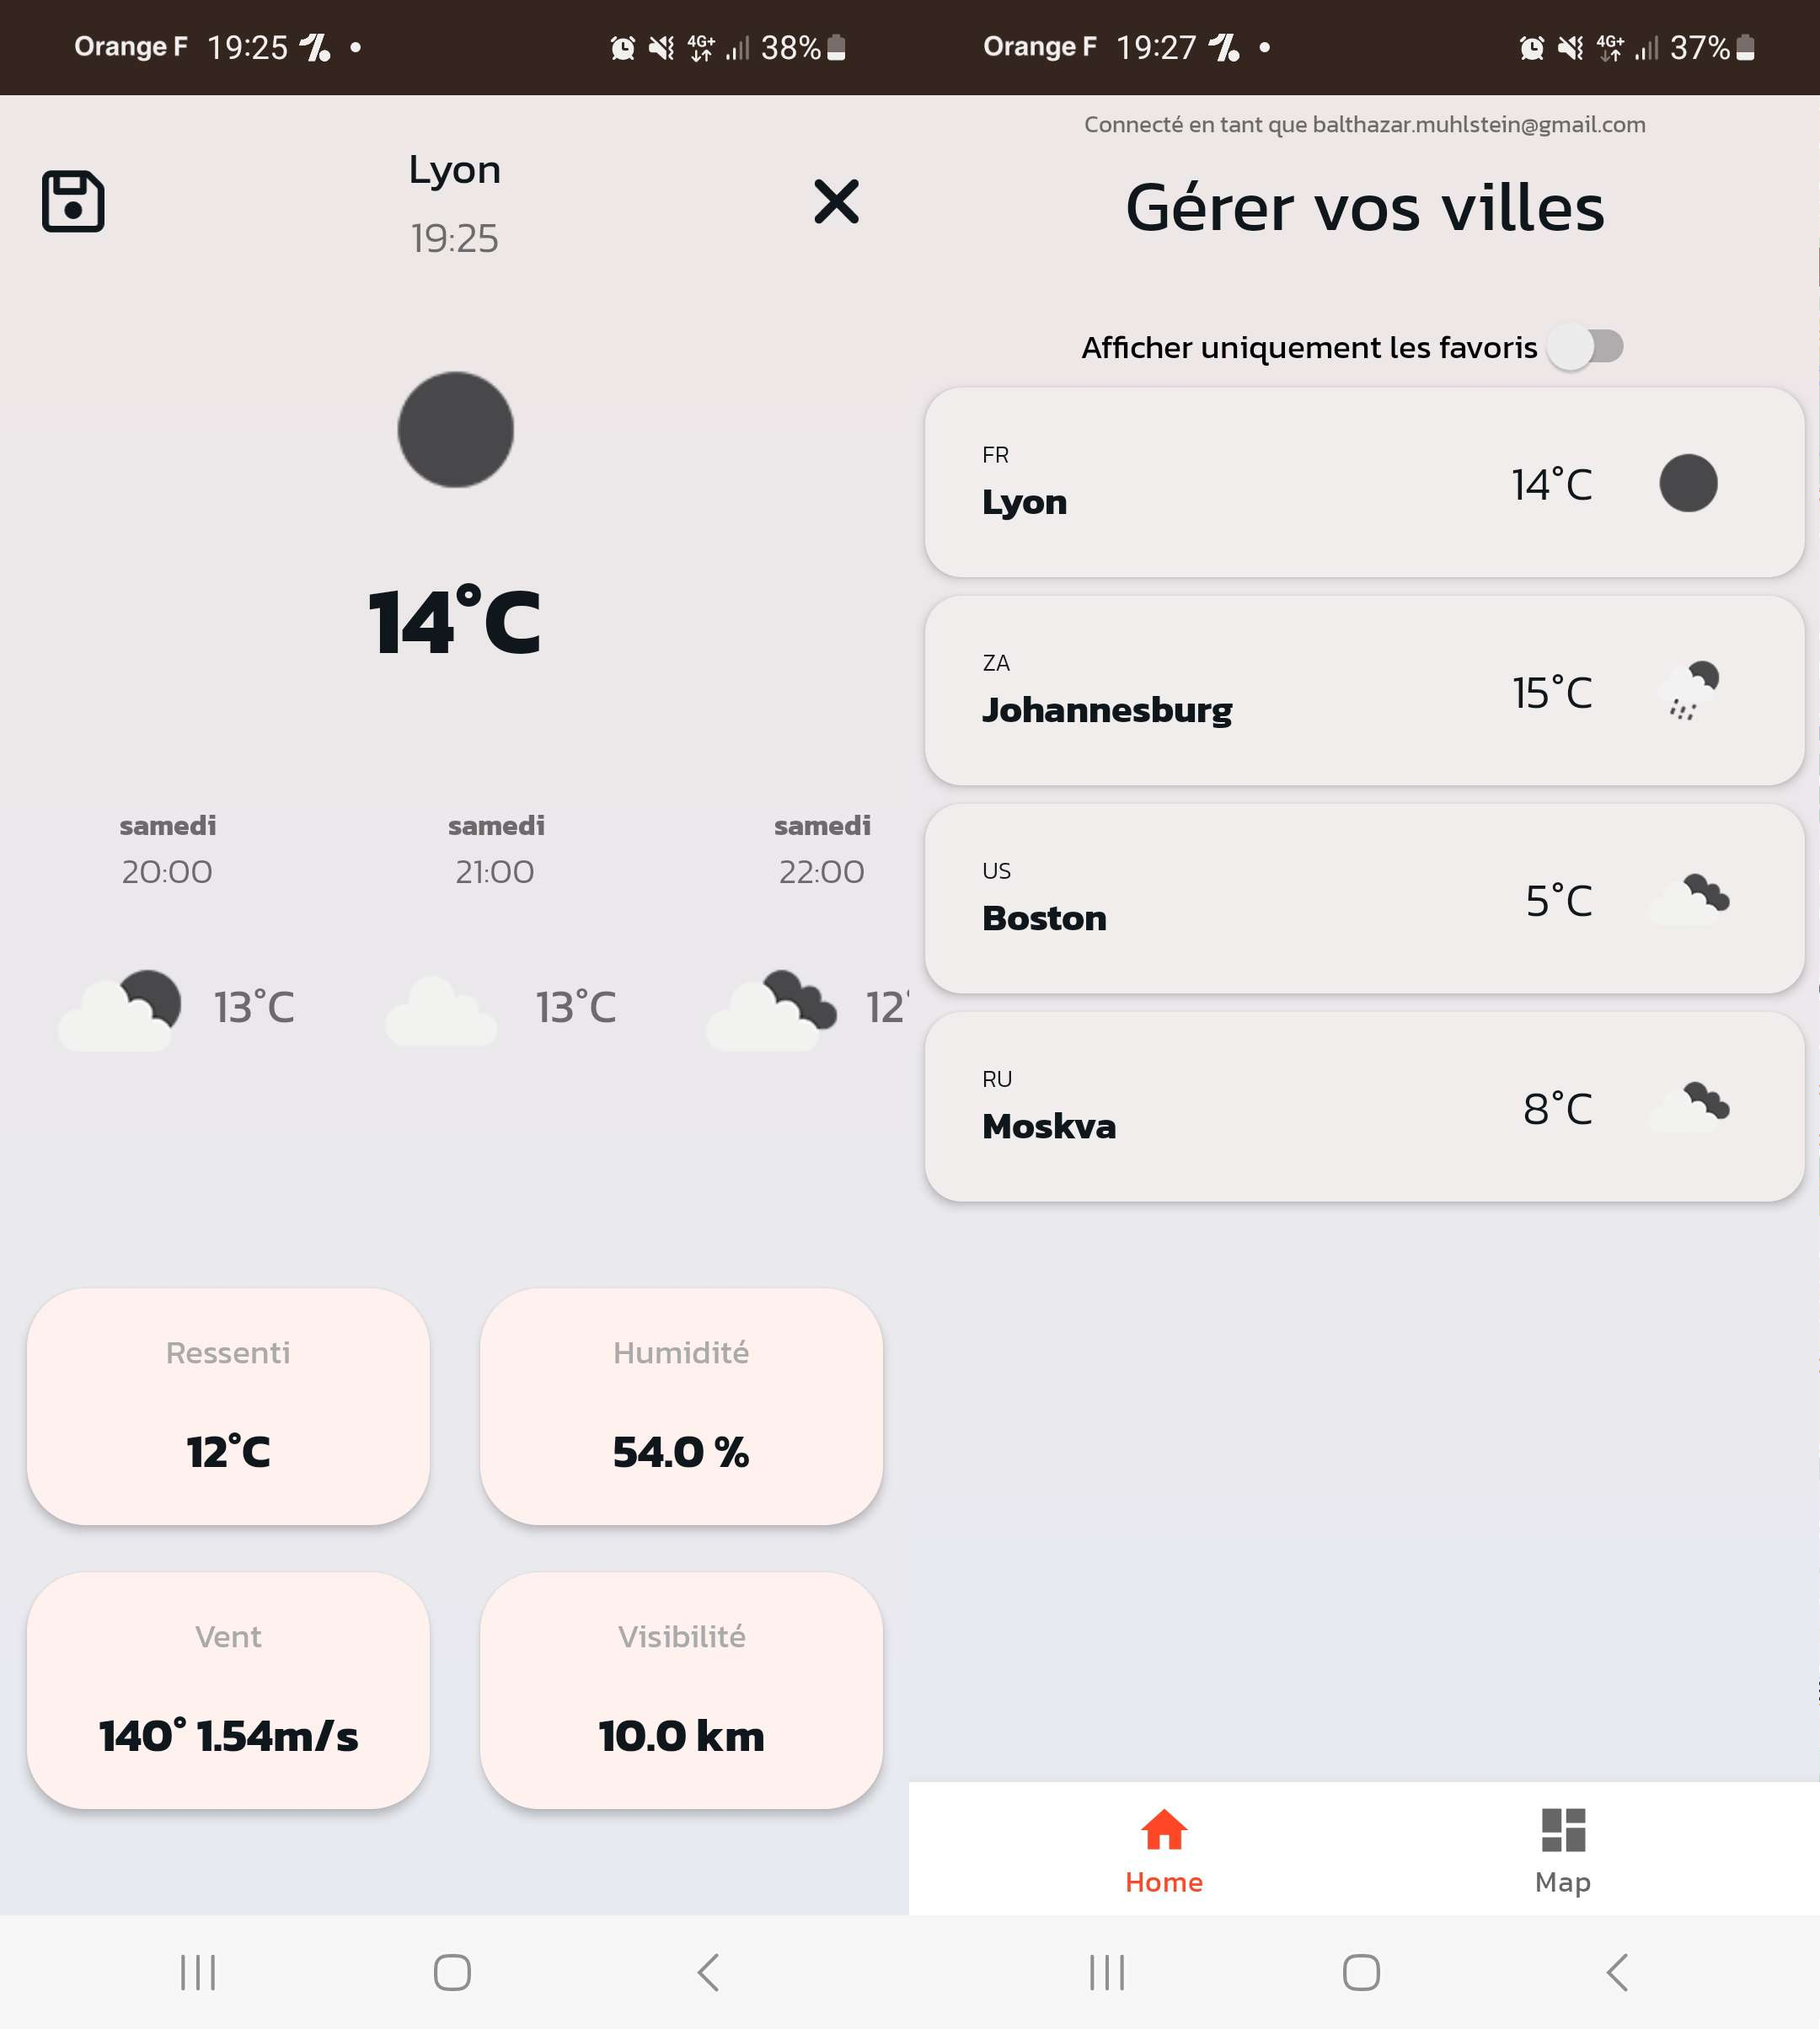 Orange F 19:25
4G+ 38%
Lyon
19:25
14°C
samedi samedi samedi
20:00 21:00 22:00
13°C 13°C 12°
Ressenti Humidité
12°C 54.0 %
Vent Visibilité
140° 1.54m/s 10.0 km
Orange F 19:27
4G+ 37%
Connecté en tant que balthazar.muhlstein@gmail.com
Gérer vos villes
Afficher uniquement les favoris
FR
Lyon
14°C
ZA
Johannesburg
15°C
US
Boston
5°C
RU
Moskva
8°C
Home Map